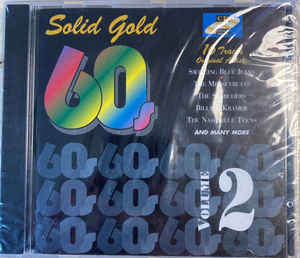 Solid Gold
60s
Tracks
Original Artists
Swinging Blue Jeans
The Merseybeats
The Searchers
Billy J Kramer
The Nashville Teens
AND MANY MORE
60s 60s 60s 60s
60s 60s 60s 60s
60s 60s 60s
VOLUME 2